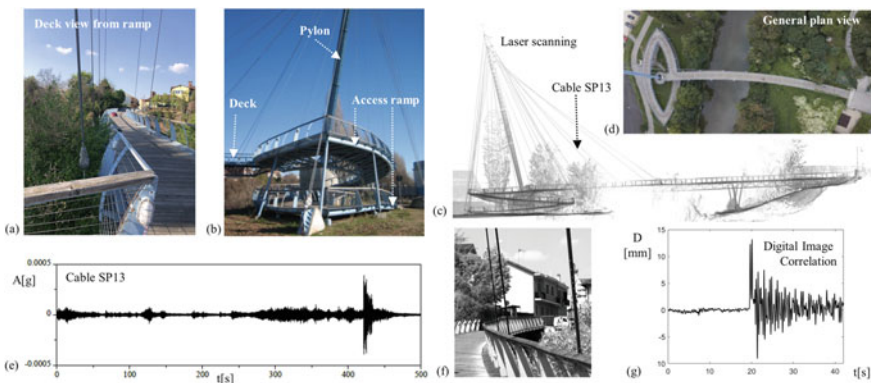 Deck view from ramp
(a)
Pylon
Deck
Access ramp
(b)
Laser scanning
Cable SP13
(c)
General plan view
(d)
A[g]
0.0005
0
-0.0005
Cable SP13
0
100
200
300
400
500
t[s]
(e)
(f)
D
[mm]
15
10
5
0
5
10
Digital Image
Correlation
0
10
20
30
40
t[s]
(g)